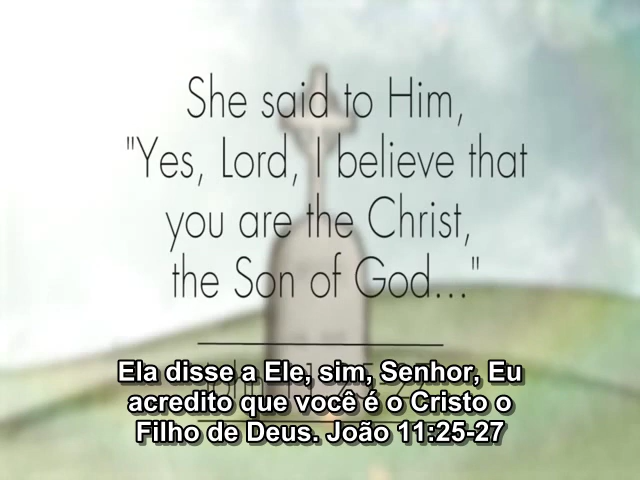 She said to Him,
"Yes, Lord, I believe that
you are the Christ,
the Son of God..."
Ela disse a Ele, sim, Senhor, Eu
acredito que você é o Cristo o
Filho de Deus. João 11:25-27